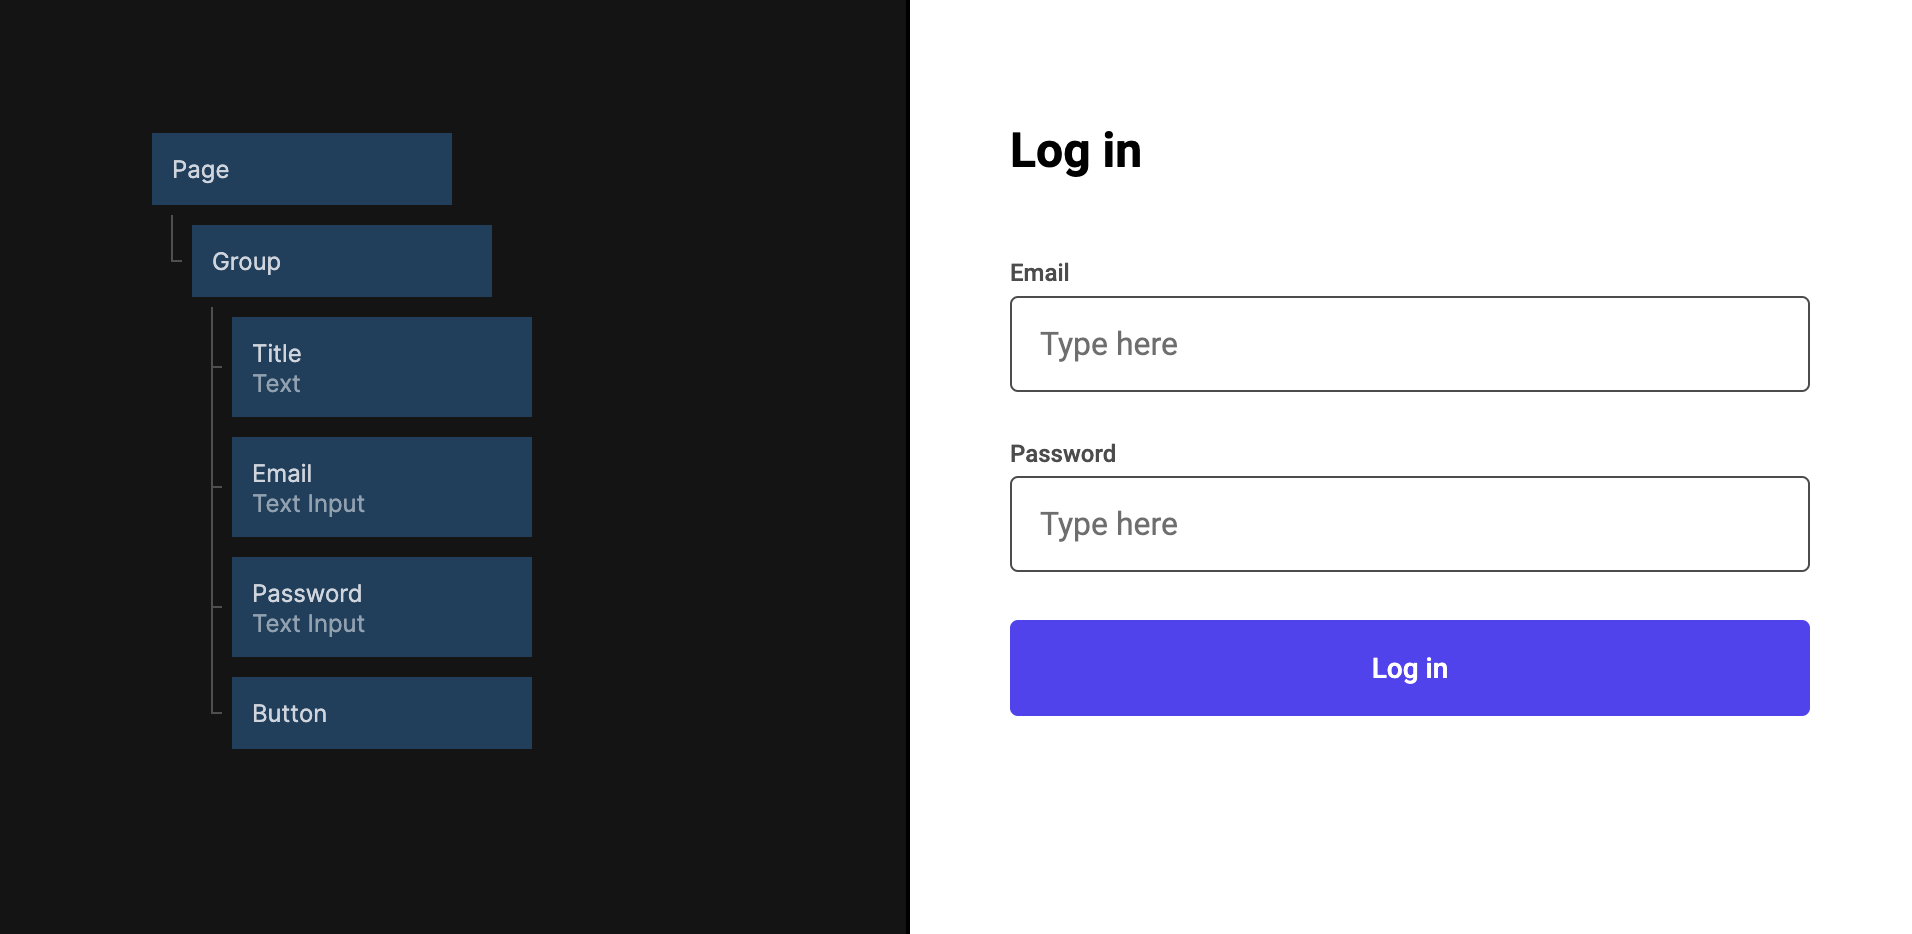 Page
Group
Title
Text
Email
Text Input
Password
Text Input
Button
Log in
Email
Type here
Password
Type here
Log in